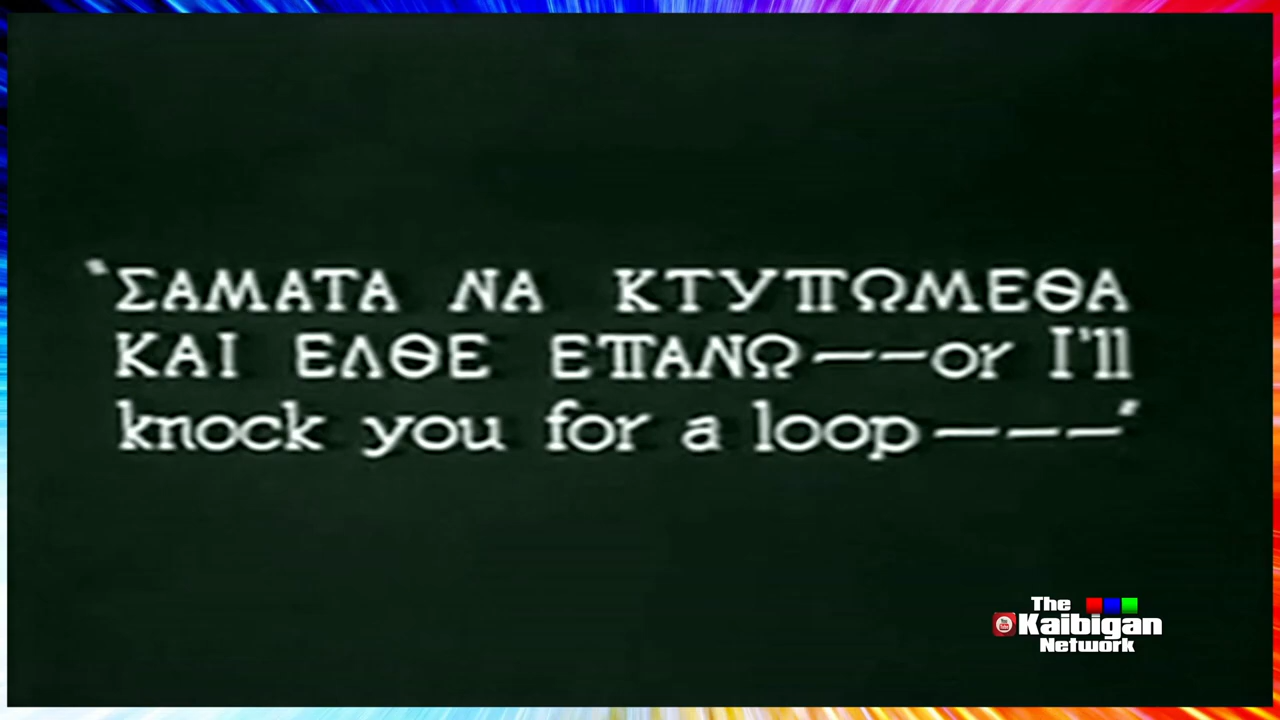 "ΣΑΜΑΤΑ ΝΑ ΚΤΥΠΩΜΕΘΑ
ΚΑΙ ΕΛΘΕ ΕΠΑΝΩ——or I'll
knock you for a loop———"
The
Kaibigan
Network